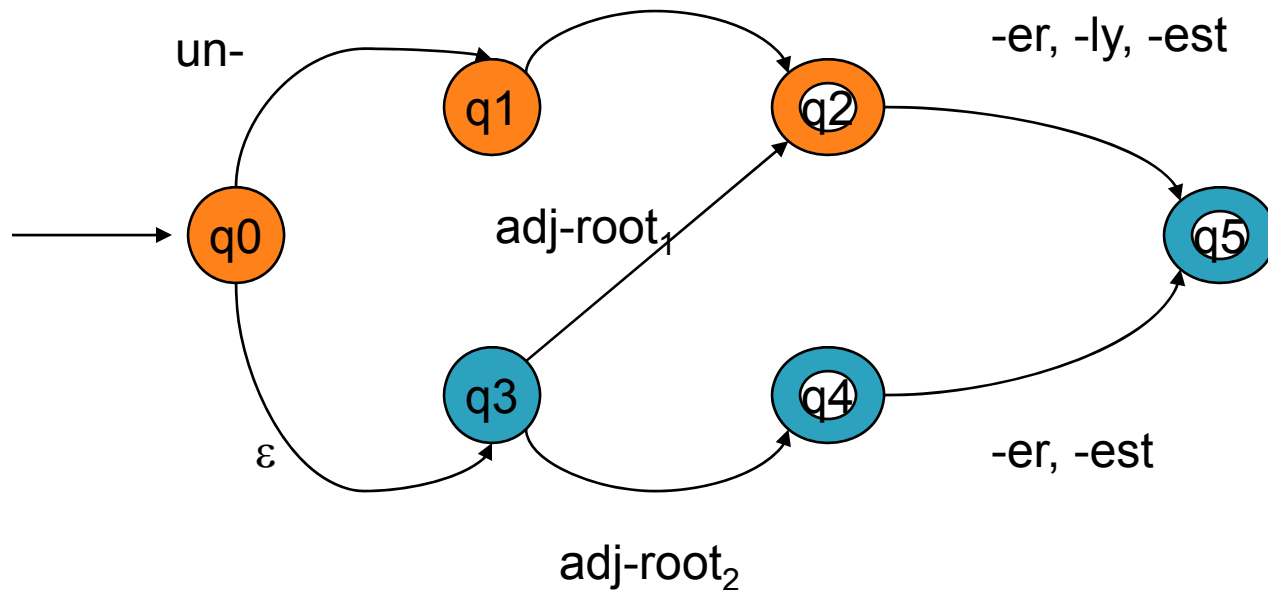 un-
-er, -ly, -est
q1
q2
q0
adj-root₁
q5
q3
q4
ε
-er, -est
adj-root₂